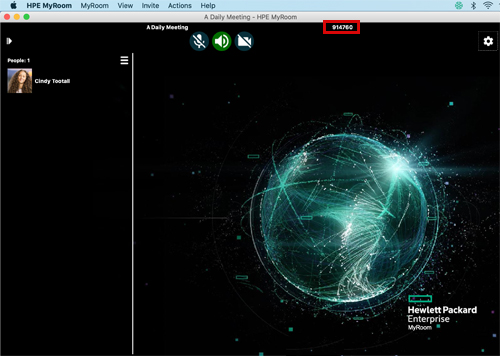 HPE MyRoom MyRoom View Invite Actions Help
A Daily Meeting - HPE MyRoom
A Daily Meeting 914760
People: 1
Cindy Tootall
Hewlett Packard
Enterprise
MyRoom